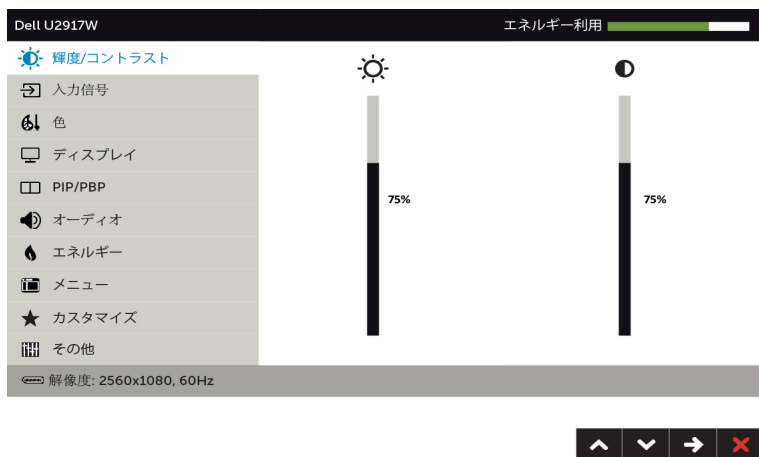 Dell U2917W
エネルギー利用
輝度/コントラスト
入力信号
色
ディスプレイ
PIP/PBP
オーディオ
エネルギー
メニュー
カスタマイズ
その他
75%
75%
解像度: 2560x1080, 60Hz